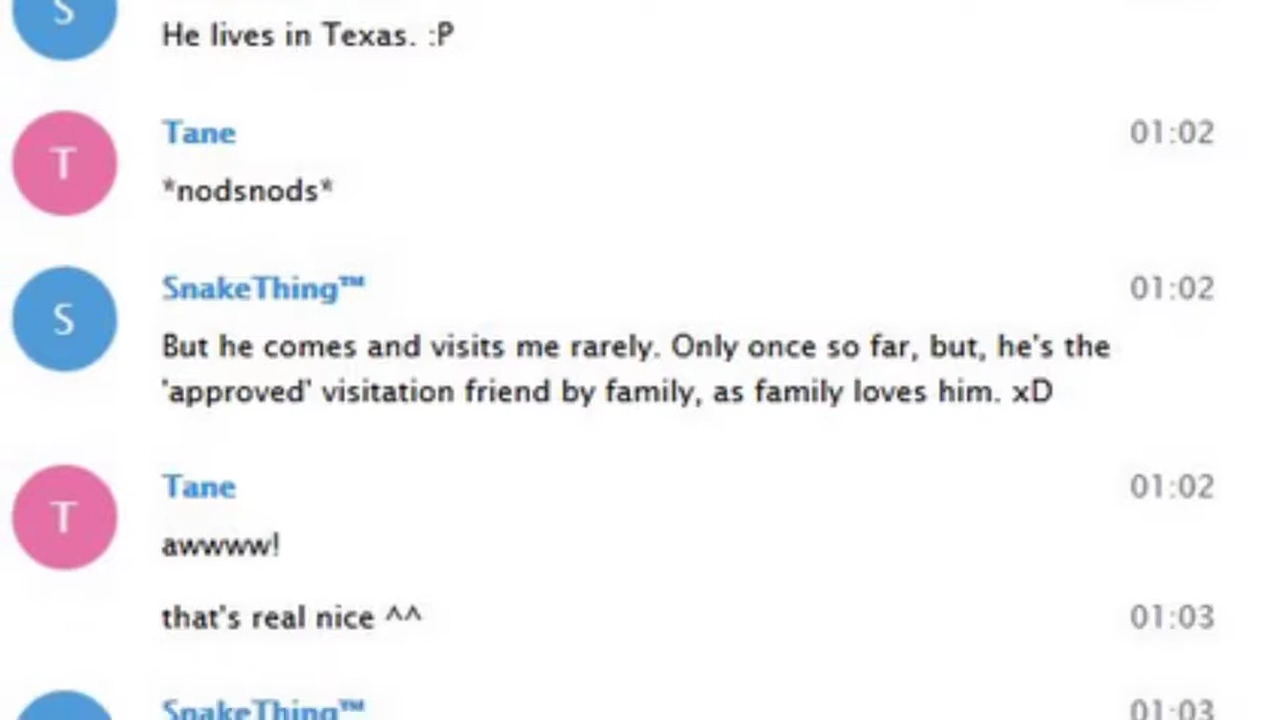 S
He lives in Texas. :P
Tane 01:02
T
*nodsnods*
SnakeThing™ 01:02
S
But he comes and visits me rarely. Only once so far, but, he's the
'approved' visitation friend by family, as family loves him. xD
Tane 01:02
T
awwww!
that's real nice ^^ 01:03
SnakeThing™ 01:03